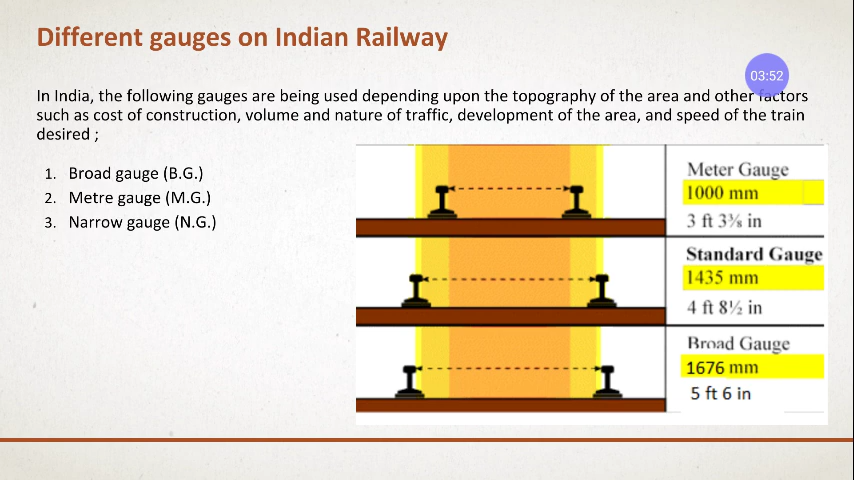 Different gauges on Indian Railway
03:52
In India, the following gauges are being used depending upon the topography of the area and other factors
such as cost of construction, volume and nature of traffic, development of the area, and speed of the train
desired ;
1. Broad gauge (B.G.)
2. Metre gauge (M.G.)
3. Narrow gauge (N.G.)
Meter Gauge
1000 mm
3 ft 3⅜ in
Standard Gauge
1435 mm
4 ft 8½ in
Broad Gauge
1676 mm
5 ft 6 in